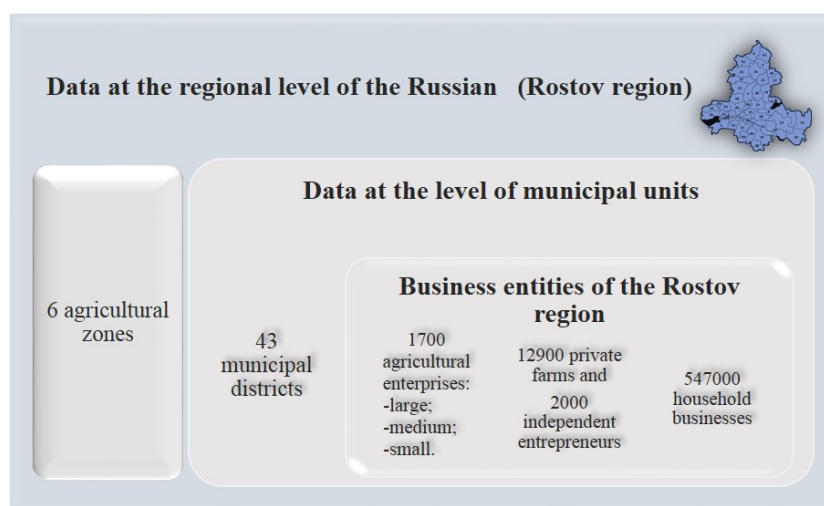 Data at the regional level of the Russian (Rostov region)
Data at the level of municipal units
6 agricultural
zones
43
municipal
districts
Business entities of the Rostov
region
1700
agricultural
enterprises:
-large;
-medium;
-small.
12900 private
farms and
2000
independent
entrepreneurs
547000
household
businesses